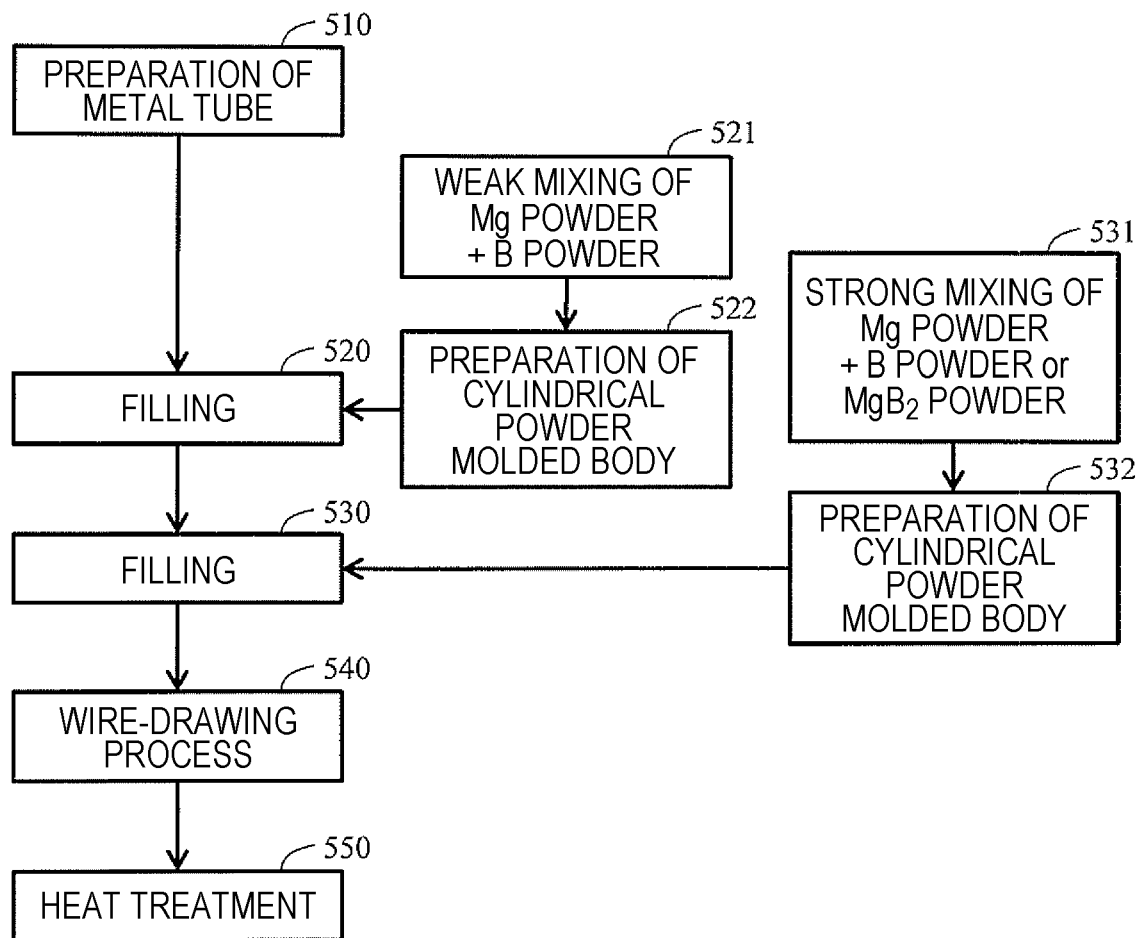 510
PREPARATION OF
METAL TUBE
521
WEAK MIXING OF
Mg POWDER
+ B POWDER
531
STRONG MIXING OF
Mg POWDER
+ B POWDER or
MgB₂ POWDER
520
FILLING
522
PREPARATION OF
CYLINDRICAL
POWDER
MOLDED BODY
530
FILLING
532
PREPARATION OF
CYLINDRICAL
POWDER
MOLDED BODY
540
WIRE-DRAWING
PROCESS
550
HEAT TREATMENT